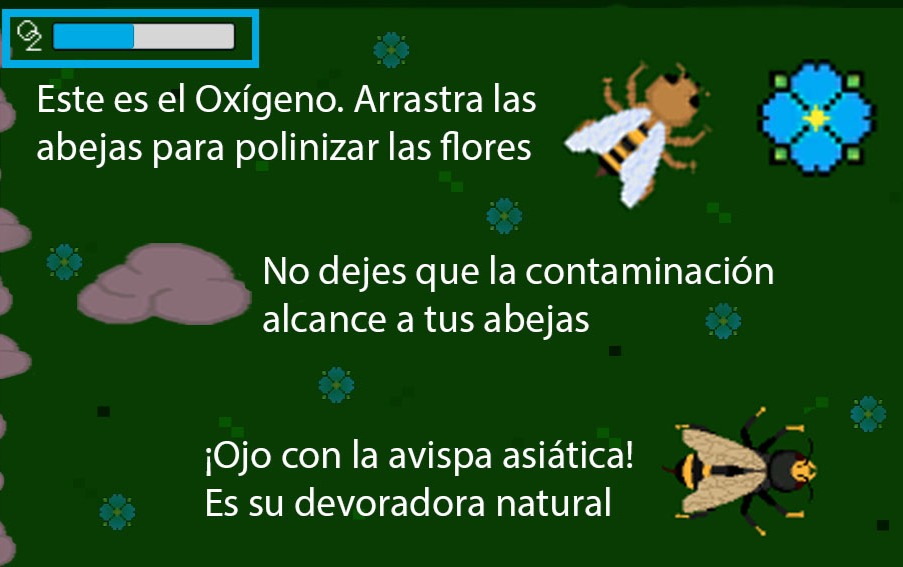 O2
Este es el Oxígeno. Arrastra las
abejas para polinizar las flores
No dejes que la contaminación
alcance a tus abejas
¡Ojo con la avispa asiática!
Es su devoradora natural